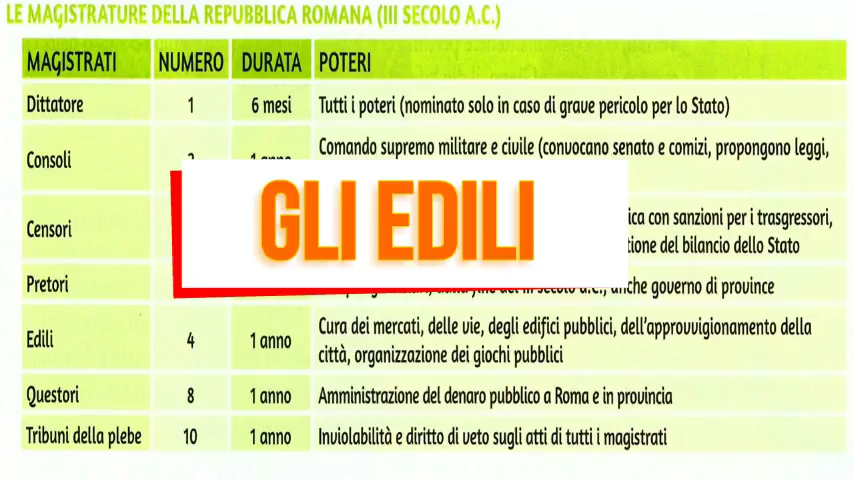 LE MAGISTRATURE DELLA REPUBBLICA ROMANA (III SECOLO A.C.)
MAGISTRATI NUMERO DURATA POTERI
Dittatore 1 6 mesi Tutti i poteri (nominato solo in caso di grave pericolo per lo Stato)
Consoli Comando supremo militare e civile (convocano senato e comizi, propongono leggi,
GLI EDILI
Censori con sanzioni per i trasgressori,
del bilancio dello Stato
Pretori anche governo di province
Edili 4 1 anno Cura dei mercati, delle vie, degli edifici pubblici, dell'approvvigionamento della
città, organizzazione dei giochi pubblici
Questori 8 1 anno Amministrazione del denaro pubblico a Roma e in provincia
Tribuni della plebe 10 1 anno Inviolabilità e diritto di veto sugli atti di tutti i magistrati